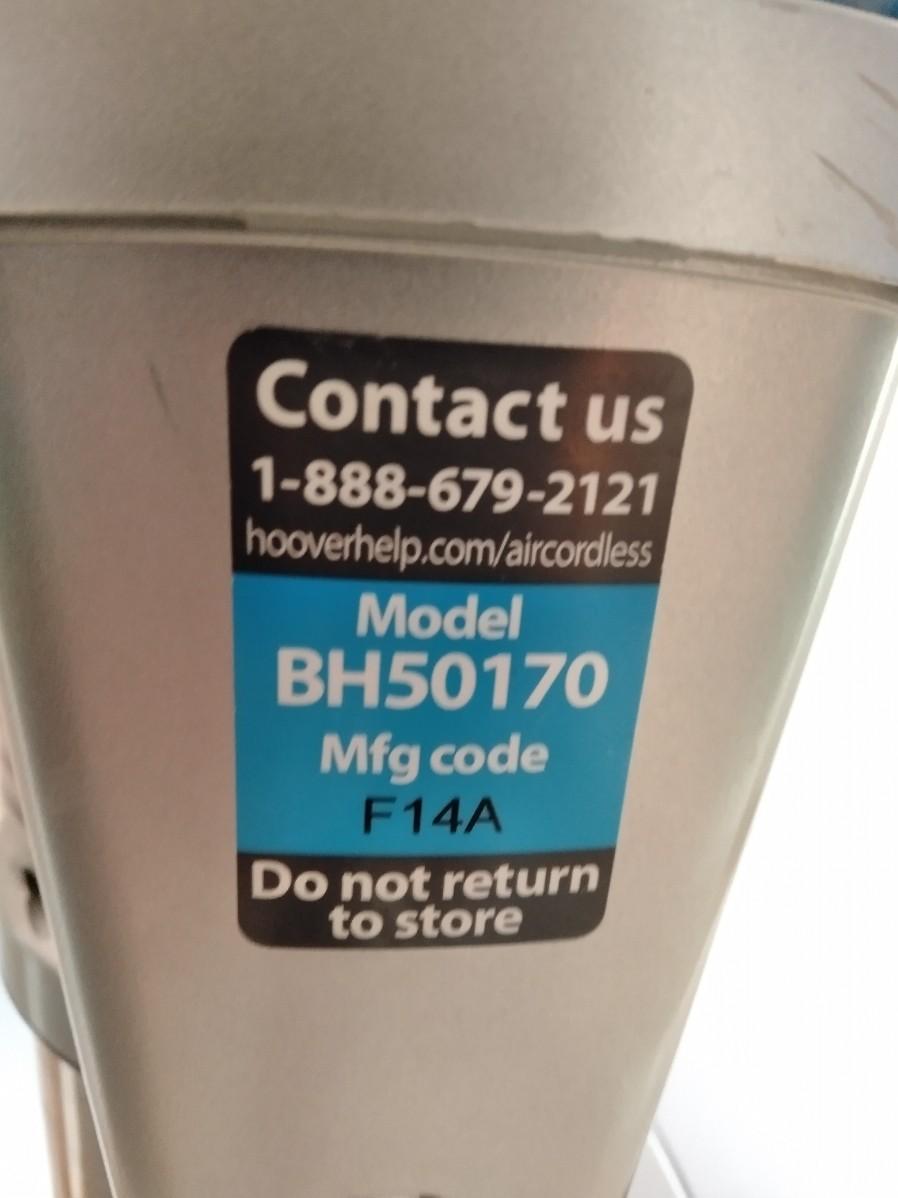 Contact us
1-888-679-2121
hooverhelp.com/aircordless
Model
BH50170
Mfg code
F14A
Do not return
to store